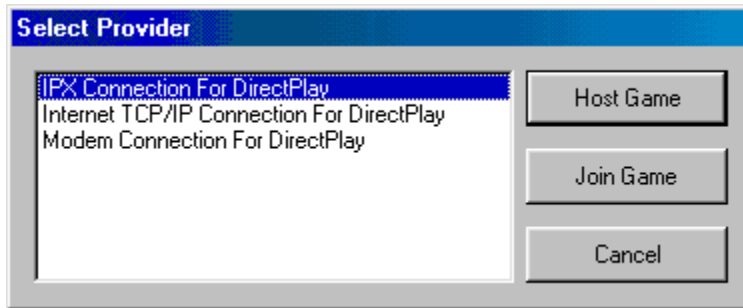 Select Provider
IPX Connection For DirectPlay
Internet TCP/IP Connection For DirectPlay
Modem Connection For DirectPlay
Host Game
Join Game
Cancel